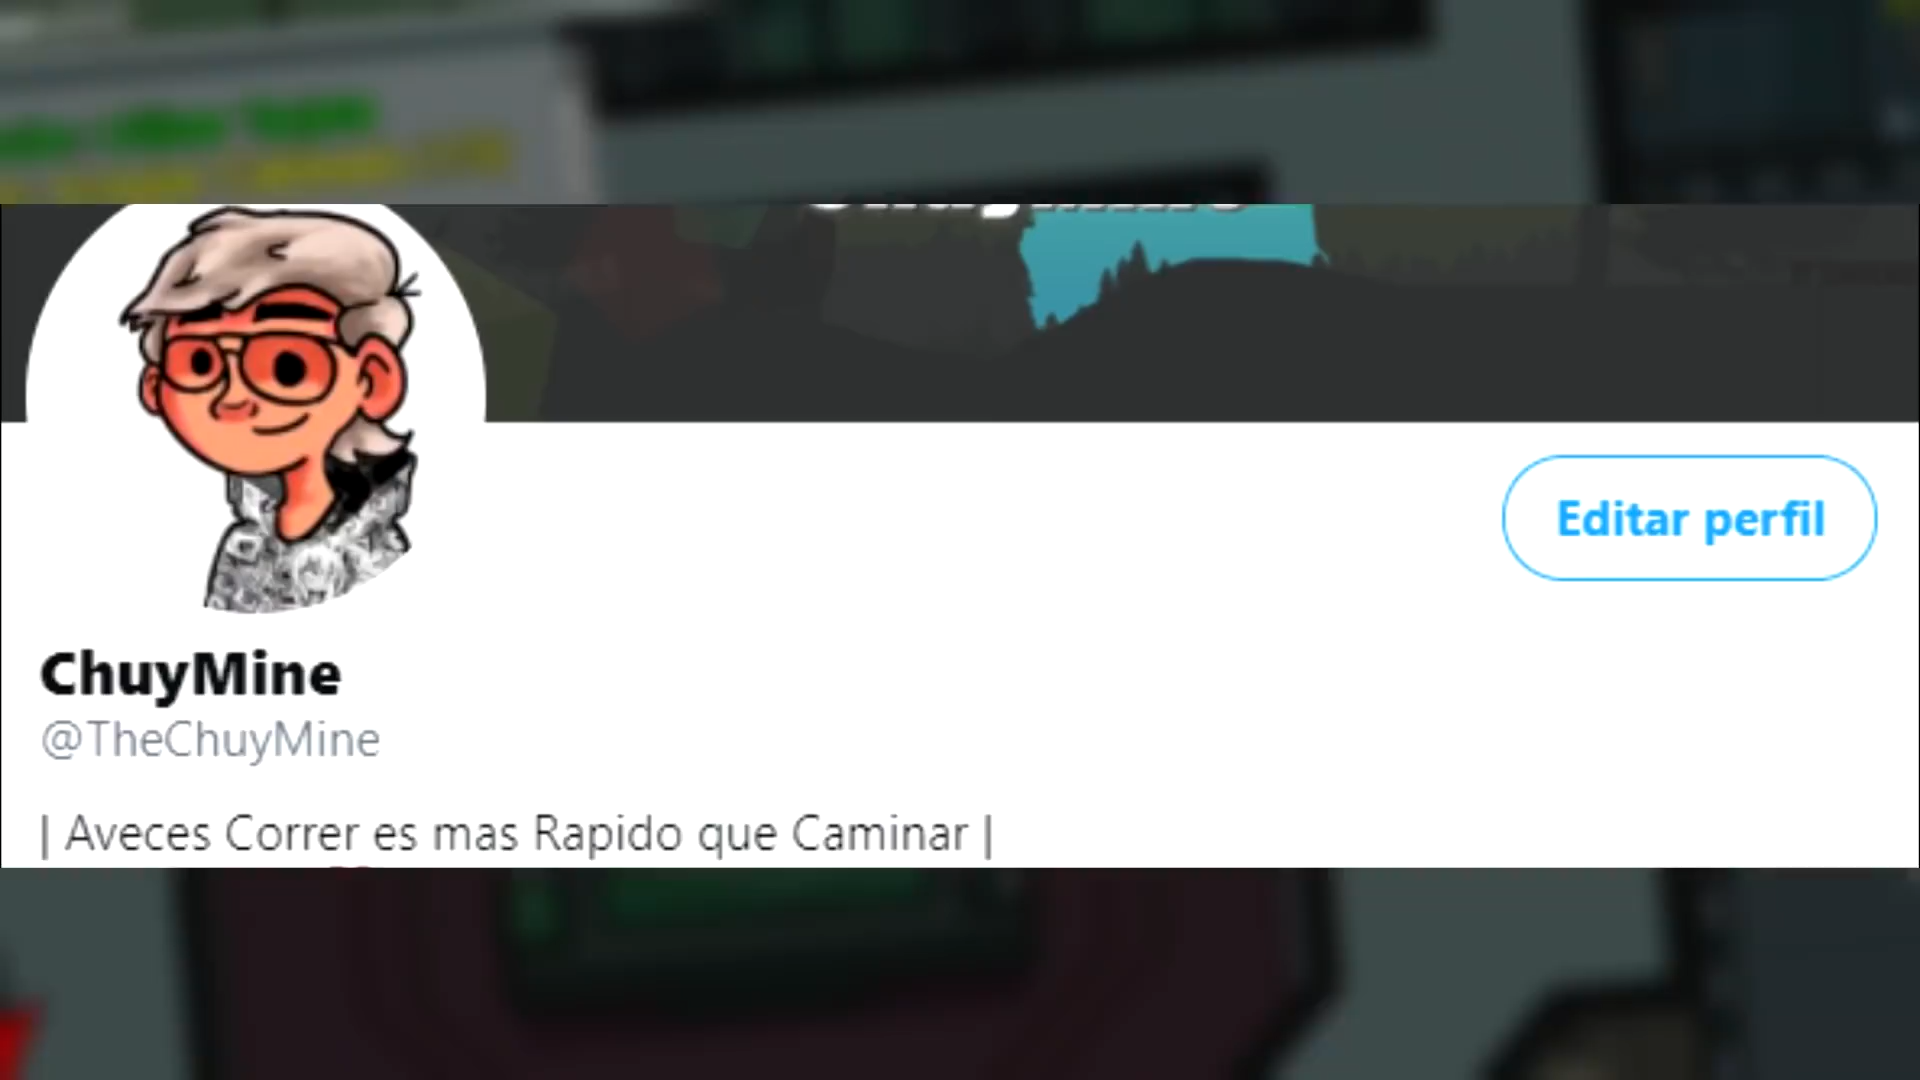 Editar perfil
ChuyMine
@TheChuyMine
| Aveces Correr es mas Rapido que Caminar |